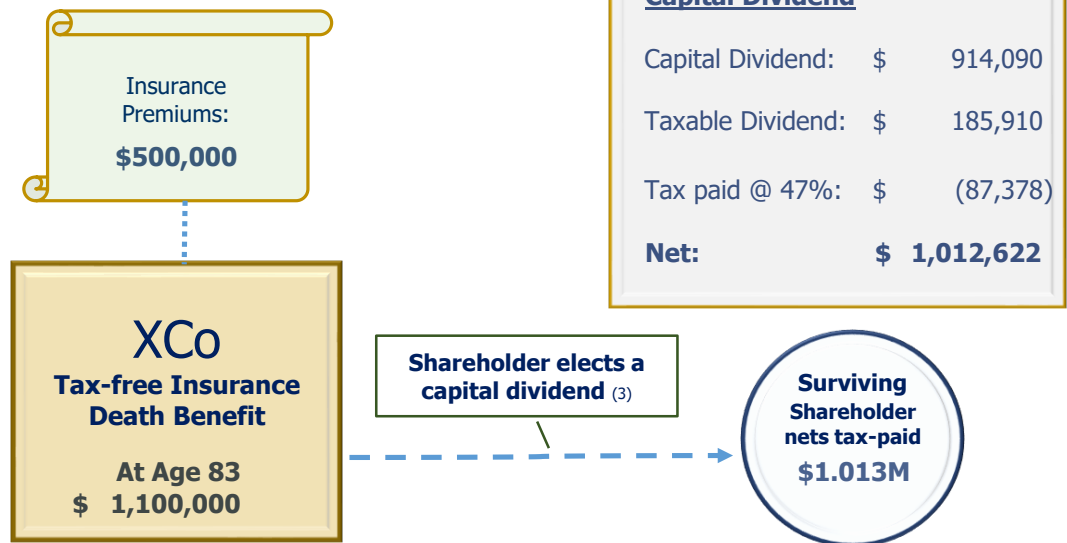 Capital Dividend
Capital Dividend: $ 914,090
Taxable Dividend: $ 185,910
Tax paid @ 47%: $ (87,378)
Net: $ 1,012,622
Insurance
Premiums:
$500,000
XCo
Tax-free Insurance
Death Benefit
At Age 83
$ 1,100,000
Shareholder elects a
capital dividend (3)
Surviving
Shareholder
nets tax-paid
$1.013M